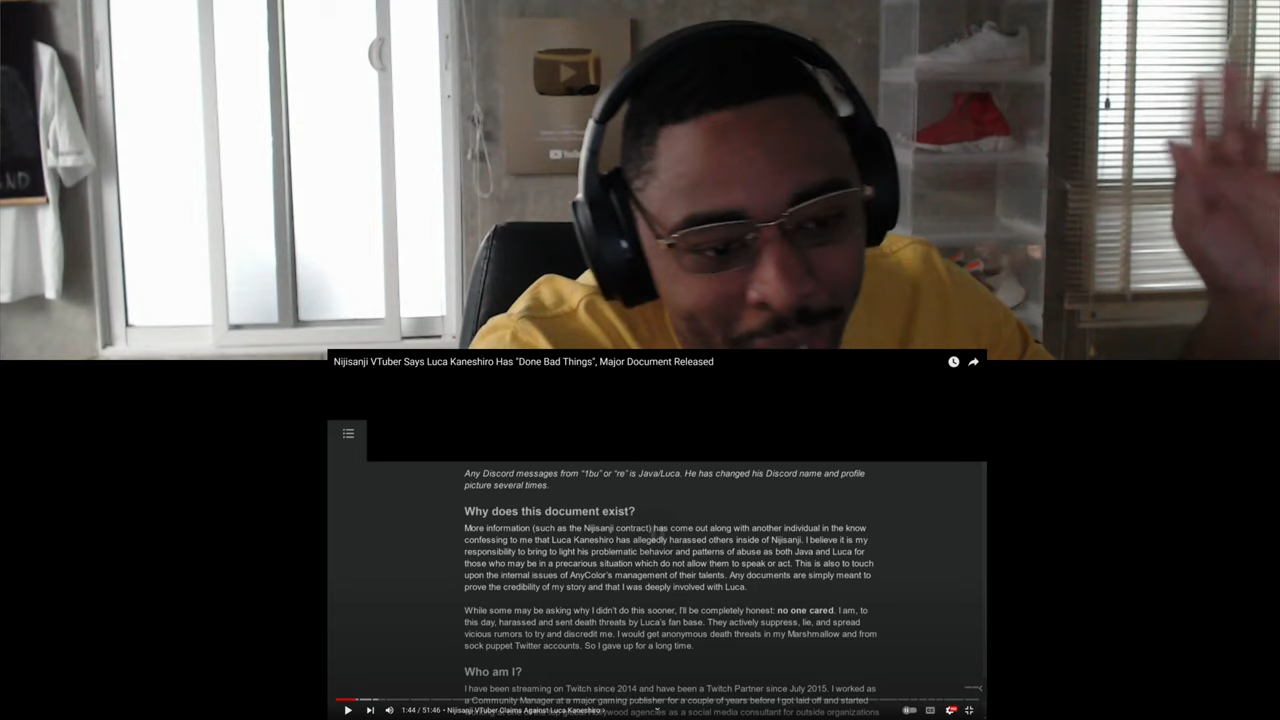 ND
YouTube
Nijisanji VTuber Says Luca Kaneshiro Has "Done Bad Things", Major Document Released
Any Discord messages from "1bu" or "re" is Java/Luca. He has changed his Discord name and profile
picture several times.
Why does this document exist?
More information (such as the Nijisanji contract) has come out along with another individual in the know
confessing to me that Luca Kaneshiro has allegedly harassed others inside of Nijisanji. I believe it is my
responsibility to bring to light his problematic behavior and patterns of abuse as both Java and Luca for
those who may be in a precarious situation which do not allow them to speak or act. This is also to touch
upon the internal issues of AnyColor's management of their talents. Any documents are simply meant to
prove the credibility of my story and that I was deeply involved with Luca.
While some may be asking why I didn't do this sooner, I'll be completely honest: no one cared. I am, to
this day, harassed and sent death threats by Luca's fan base. They actively suppress, lie, and spread
vicious rumors to try and discredit me. I would get anonymous death threats in my Marshmallow and from
sock puppet Twitter accounts. So I gave up for a long time.
Who am I?
I have been streaming on Twitch since 2014 and have been a Twitch Partner since July 2015. I worked as
a Community Manager at a major gaming publisher for a couple of years before I got laid off and started
agencies as a social media consultant for outside organizations
1:44 / 51:46 • Nijisanji VTuber Claims Against Luca Kaneshiro >